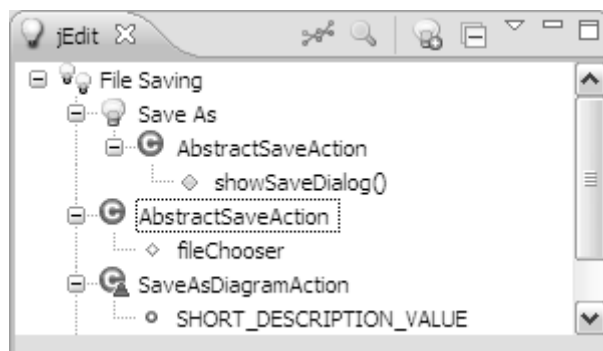 jEdit
File Saving
Save As
C AbstractSaveAction
showSaveDialog()
C AbstractSaveAction
fileChooser
C SaveAsDiagramAction
SHORT_DESCRIPTION_VALUE